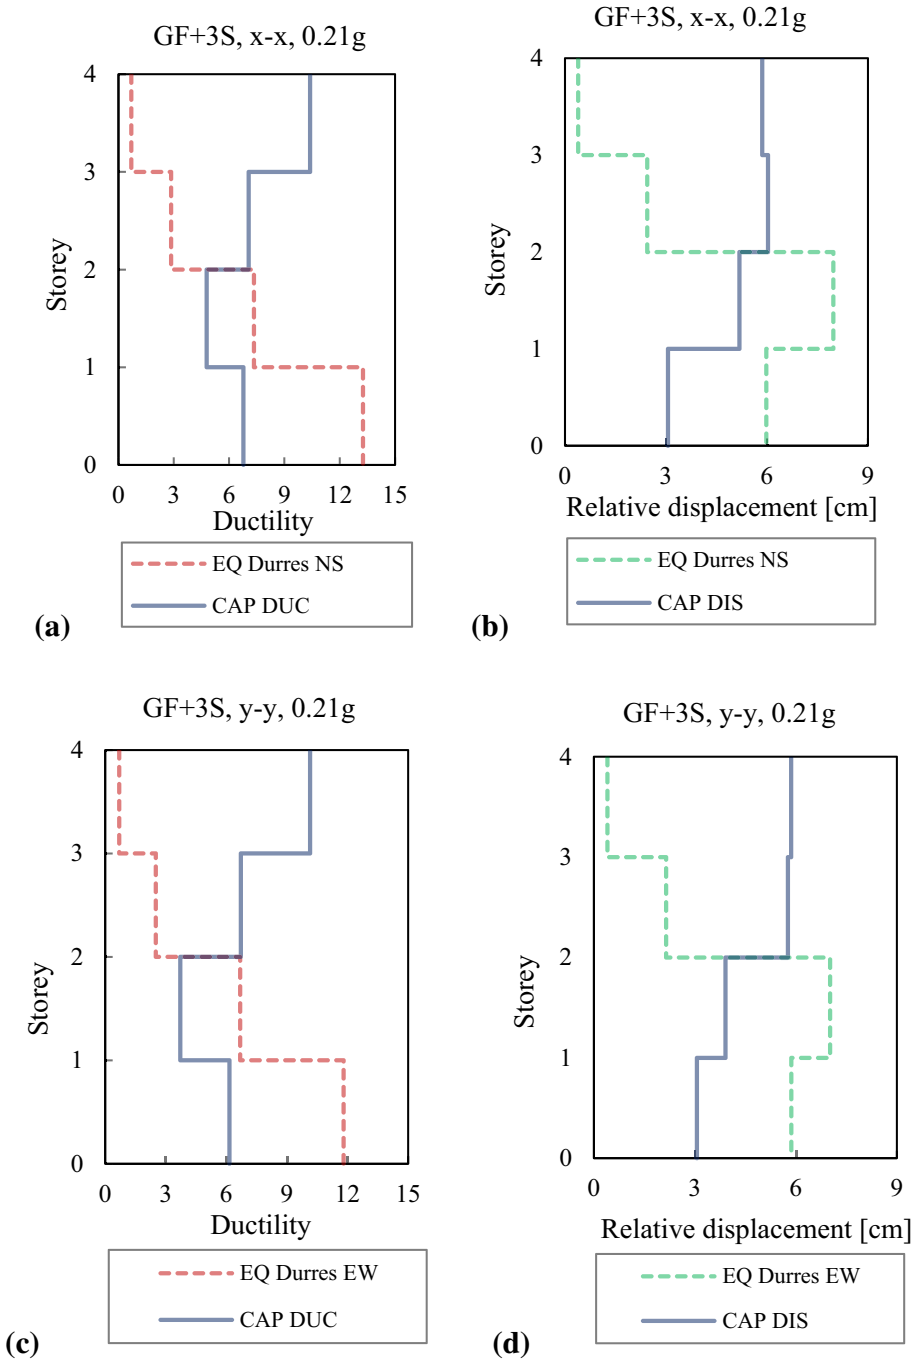 GF+3S, x-x, 0.21g
4
3
2
1
0
Storey
0 3 6 9 12 15
Ductility
EQ Durres NS
CAP DUC
(a)
GF+3S, x-x, 0.21g
4
3
2
1
0
Storey
0 3 6 9
Relative displacement [cm]
EQ Durres NS
CAP DIS
(b)
GF+3S, y-y, 0.21g
4
3
2
1
0
Storey
0 3 6 9 12 15
Ductility
EQ Durres EW
CAP DUC
(c)
GF+3S, y-y, 0.21g
4
3
2
1
0
Storey
0 3 6 9
Relative displacement [cm]
EQ Durres EW
CAP DIS
(d)